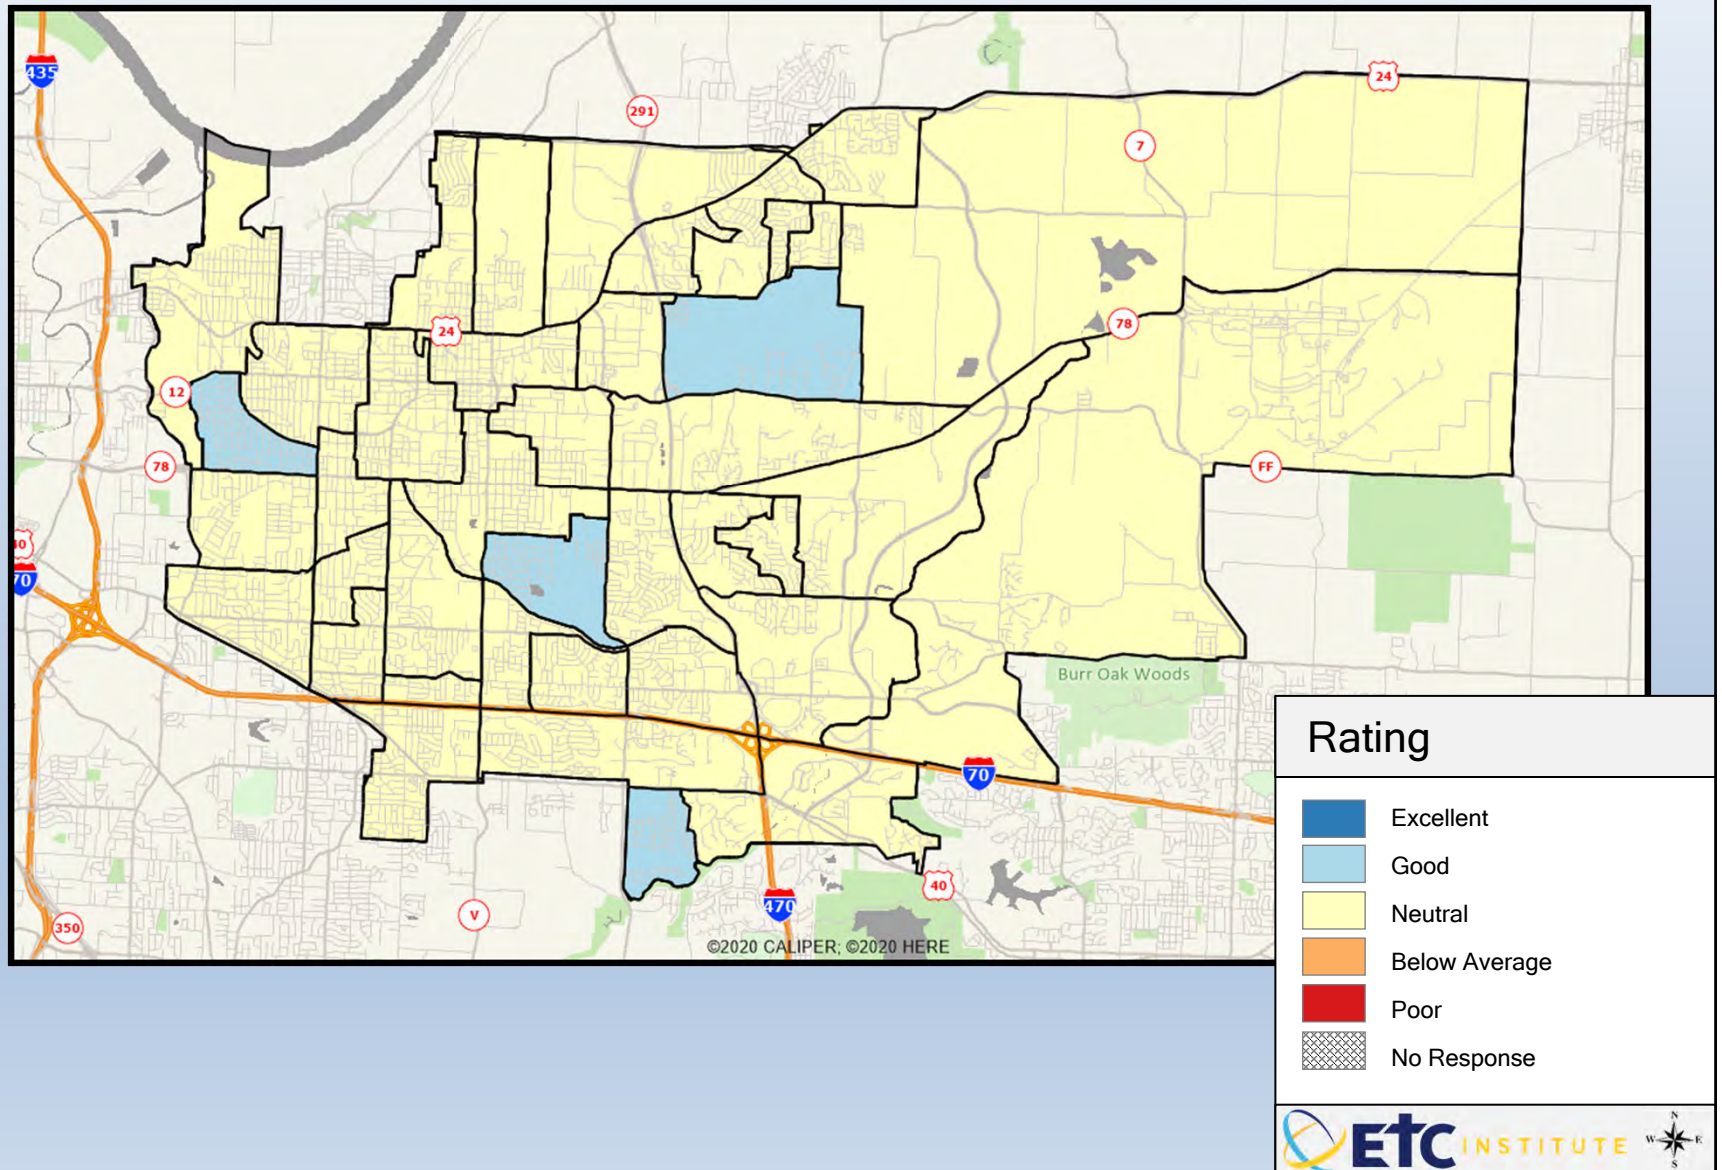 24
435
291
7
24
78
12
78
FF
40
70
Burr Oak Woods
70
40
V
350
470
©2020 CALIPER; ©2020 HERE
Rating
Excellent
Good
Neutral
Below Average
Poor
No Response
ETC INSTITUTE
N
W E
S